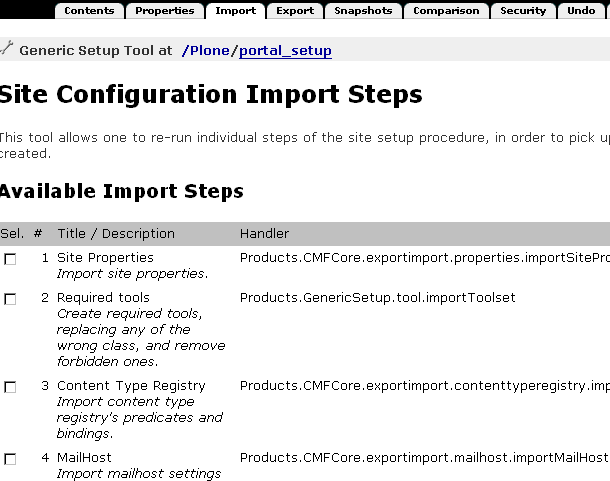 Contents Properties Import Export Snapshots Comparison Security Undo
Generic Setup Tool at /Plone/portal_setup
Site Configuration Import Steps
This tool allows one to re-run individual steps of the site setup procedure, in order to pick
created.
Available Import Steps
Sel. # Title / Description Handler
1 Site Properties Products.CMFCore.exportimport.properties.importSitePro
Import site properties.
2 Required tools Products.GenericSetup.tool.importToolset
Create required tools,
replacing any of the
wrong class, and remove
forbidden ones.
3 Content Type Registry Products.CMFCore.exportimport.contenttyperegistry.imp
Import content type
registry's predicates and
bindings.
4 MailHost Products.CMFCore.exportimport.mailhost.importMailHost
Import mailhost settings